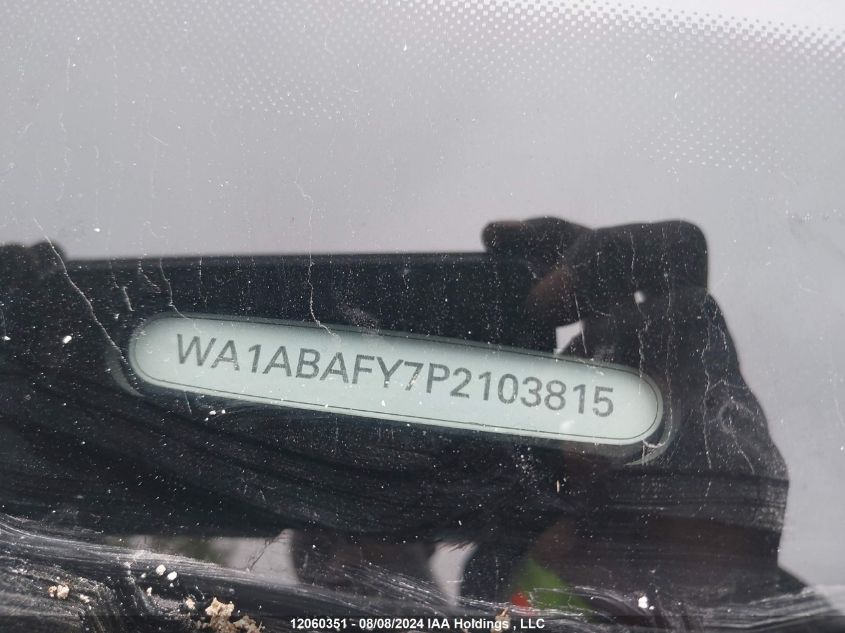 WA1ABAFY7P2103815
12060351 - 08/08/2024 IAA Holdings , LLC